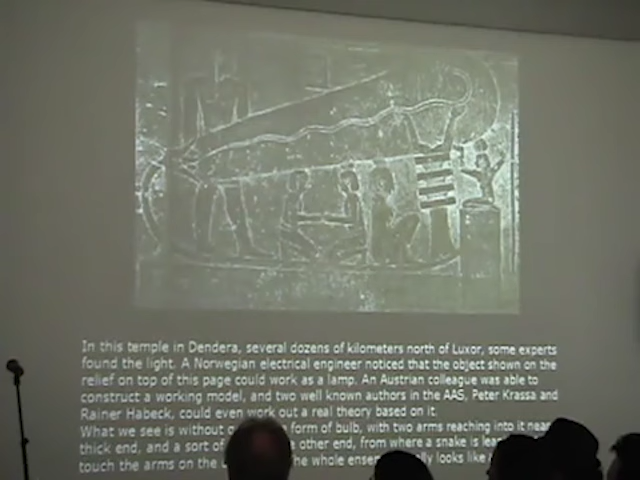 In this temple in Dendera, several dozens of kilometers north of Luxor, some experts
found the light. A Norwegian electrical engineer noticed that the object shown on the
relief on top of this page could work as a lamp. An Austrian colleague was able to
construct a working model, and two well known authors in the AAS, Peter Krassa and
Rainer Habeck, could even work out a real theory based on it.
What we see is without form of bulb, with two arms reaching into it near
thick end, and a sort of other end, from where a snake is
touch the arms on the The whole looks like